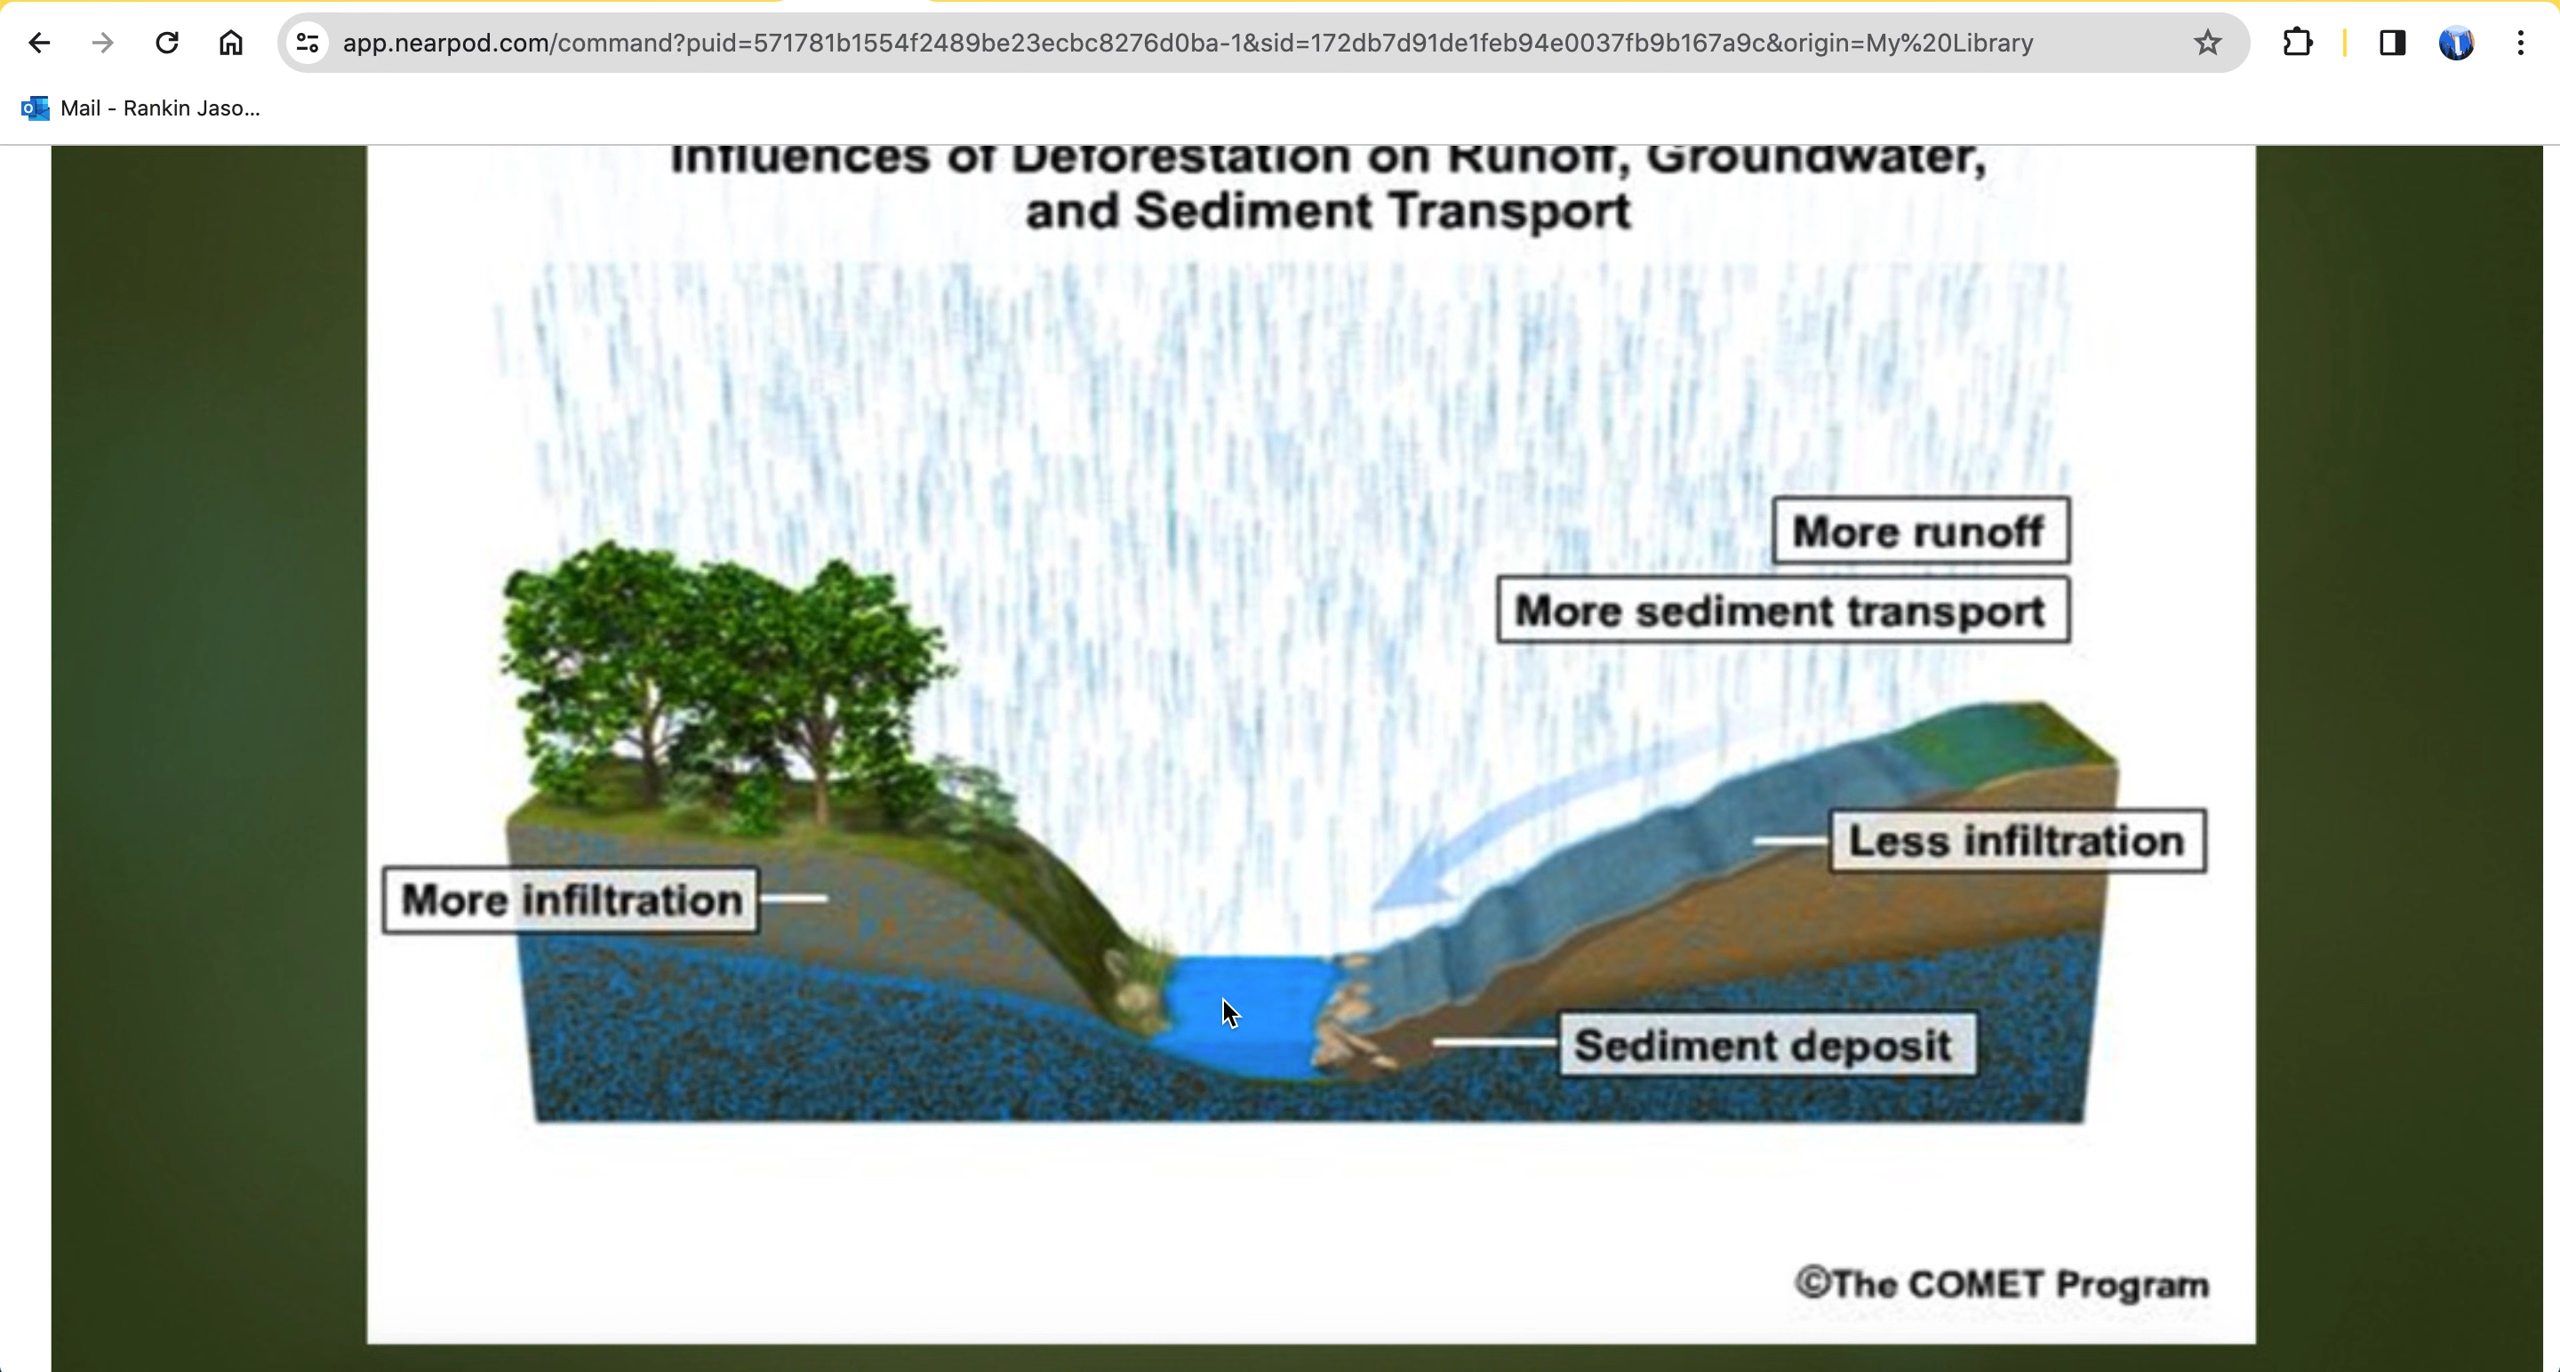 app.nearpod.com/command?puid=571781b1554f2489be23ecbc8276d0ba-1&sid=172db7d91de1feb94e0037fb9b167a9c&origin=My%20Library
Mail - Rankin Jaso...
Influences of Deforestation on Runoff, Groundwater,
and Sediment Transport
More runoff
More sediment transport
Less infiltration
More infiltration
Sediment deposit
©The COMET Program